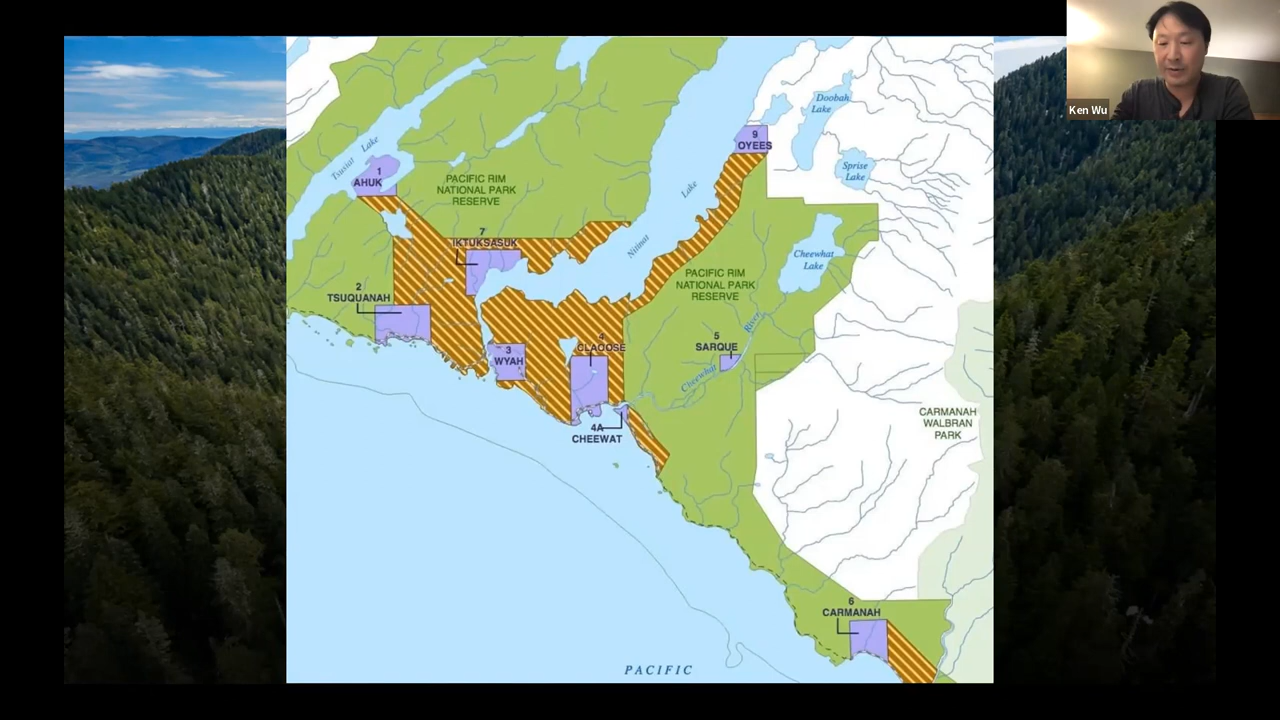 Ken Wu
Doobah
Lake
9
OYEES
Tsusiat Lake
1
AHUK
Sprise
Lake
PACIFIC RIM
NATIONAL PARK
RESERVE
Lake
Nitinat
7
IKTUKSASUK
Cheewhat
Lake
PACIFIC RIM
NATIONAL PARK
RESERVE
2
TSUQUANAH
River
5
SARQUE
Cheewhat
3
WYAH
4
CLAOOSE
4A
CHEEWAT
CARMANAH
WALBRAN
PARK
6
CARMANAH
PACIFIC